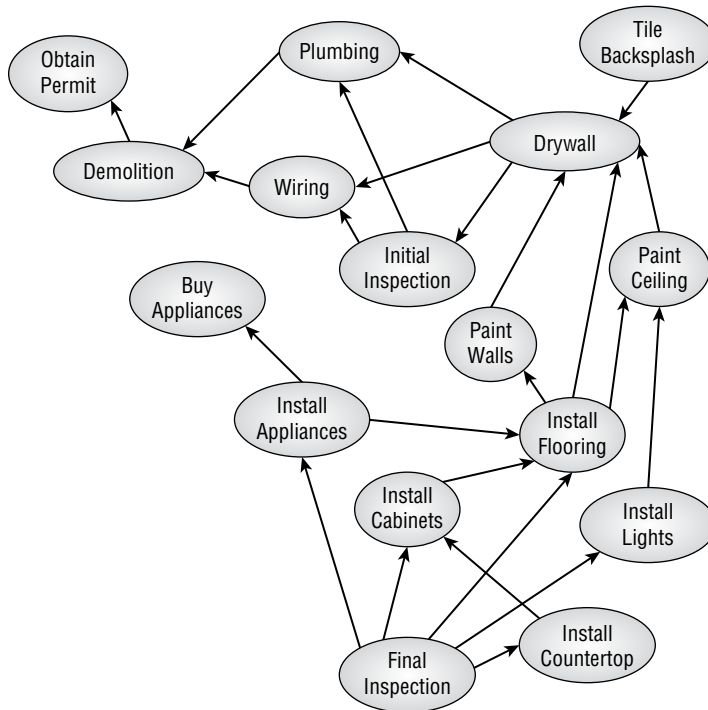 Obtain
Permit
Plumbing
Tile
Backsplash
Demolition
Wiring
Drywall
Initial
Inspection
Paint
Ceiling
Buy
Appliances
Paint
Walls
Install
Appliances
Install
Flooring
Install
Cabinets
Install
Lights
Final
Inspection
Install
Countertop